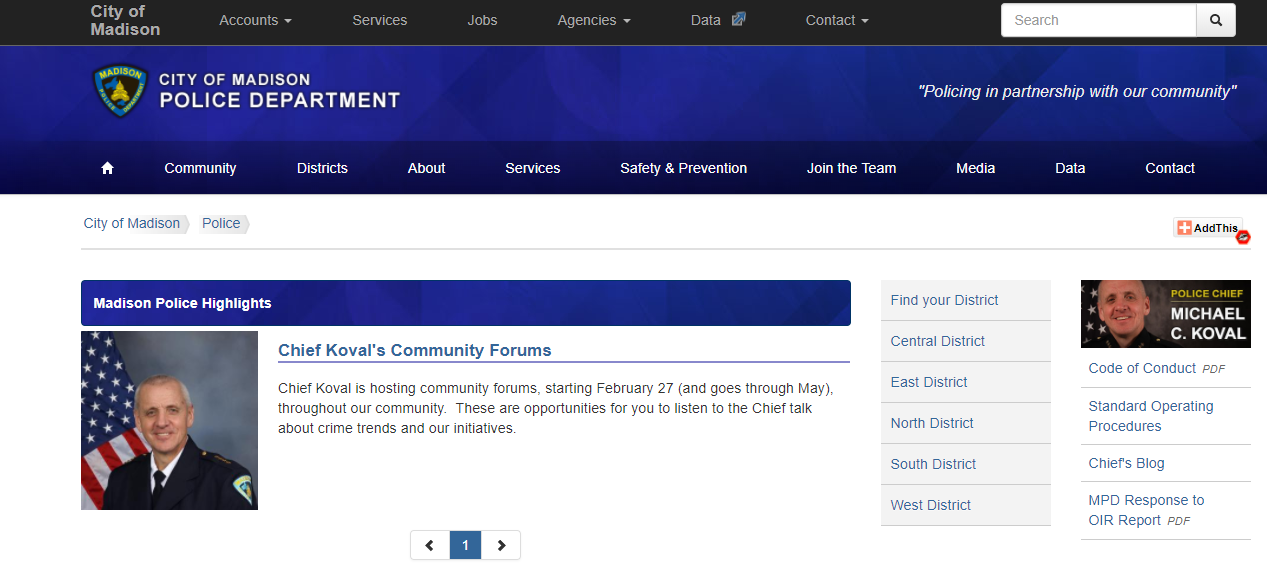 City of
Madison
Accounts
Services
Jobs
Agencies
Data
Contact
Search
MADISON
CITY OF MADISON
POLICE DEPARTMENT
"Policing in partnership with our community"
Community
Districts
About
Services
Safety & Prevention
Join the Team
Media
Data
Contact
City of Madison
Police
AddThis
Madison Police Highlights
Chief Koval's Community Forums
Chief Koval is hosting community forums, starting February 27 (and goes through May),
throughout our community.  These are opportunities for you to listen to the Chief talk
about crime trends and our initiatives.
1
Find your District
Central District
East District
North District
South District
West District
POLICE CHIEF
MICHAEL
C. KOVAL
Code of Conduct PDF
Standard Operating
Procedures
Chief's Blog
MPD Response to
OIR Report PDF